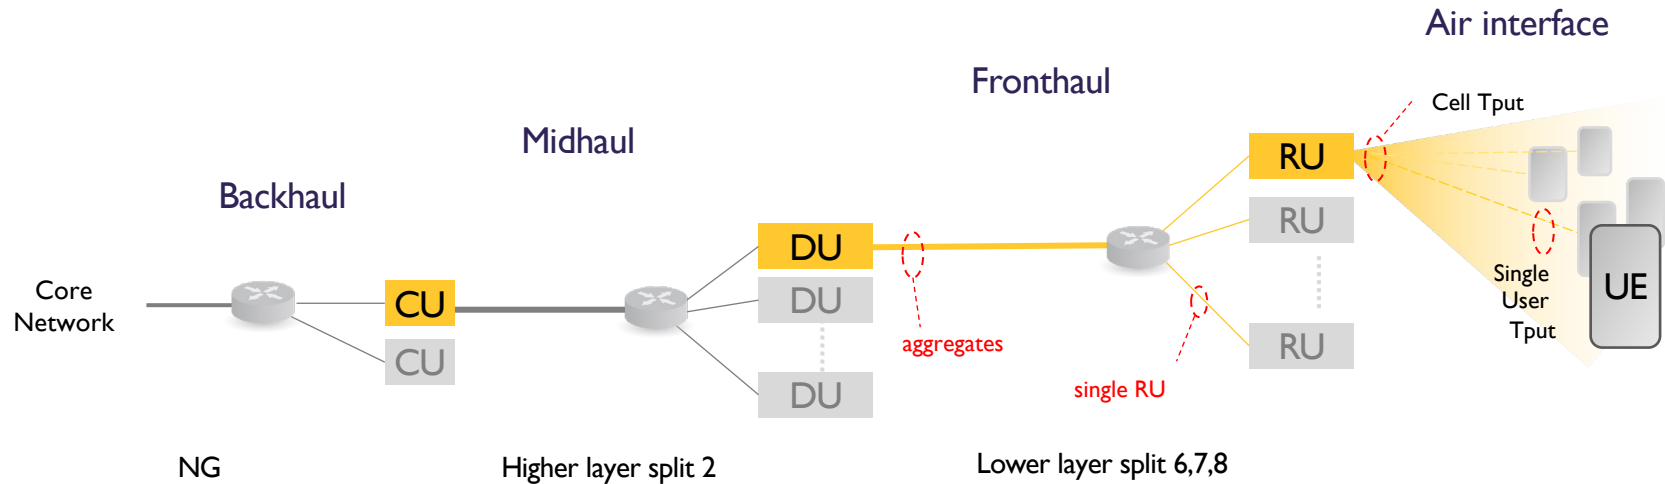 Air interface
Fronthaul
Cell Tput
Midhaul
RU
Backhaul
RU
DU
Single
User
Tput
UE
Core
Network
CU
DU
aggregates
RU
CU
DU
single RU
NG
Higher layer split 2
Lower layer split 6,7,8